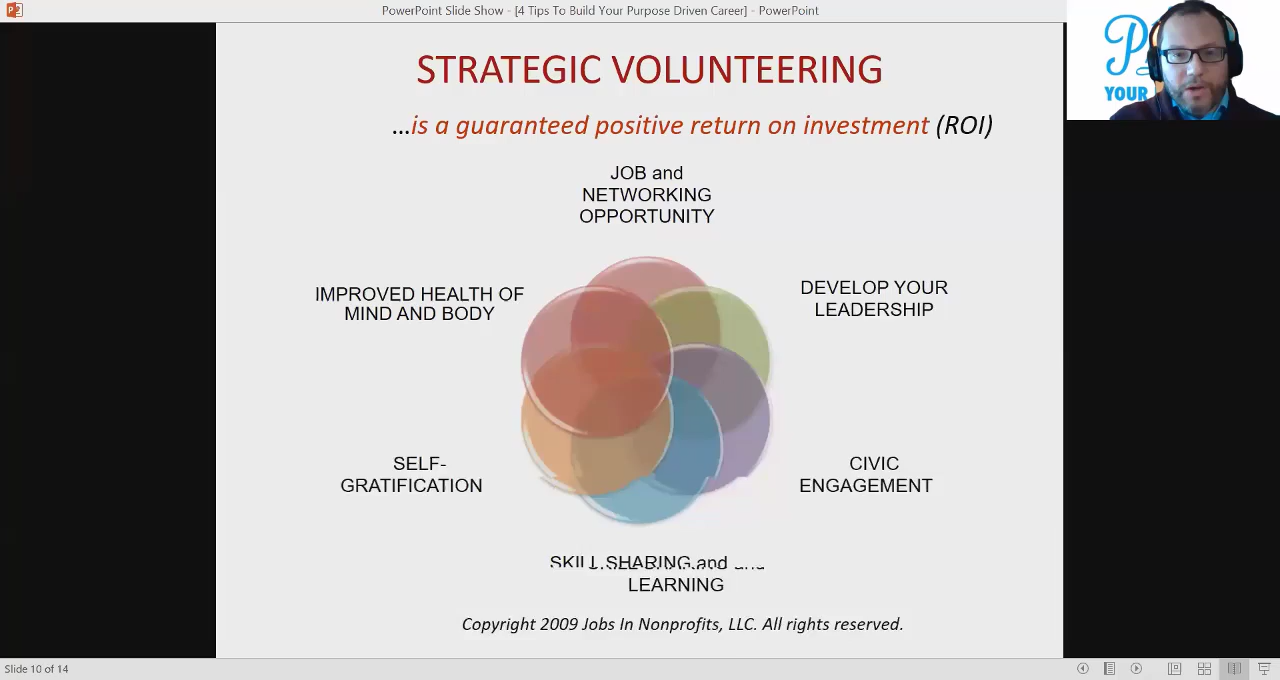 PowerPoint Slide Show - [4 Tips To Build Your Purpose Driven Career] - PowerPoint
YOUR
STRATEGIC VOLUNTEERING
...is a guaranteed positive return on investment (ROI)
JOB and
NETWORKING
OPPORTUNITY
IMPROVED HEALTH OF
MIND AND BODY
DEVELOP YOUR
LEADERSHIP
SELF-
GRATIFICATION
CIVIC
ENGAGEMENT
SKILL SHARING and
LEARNING
Copyright 2009 Jobs In Nonprofits, LLC. All rights reserved.
Slide 10 of 14